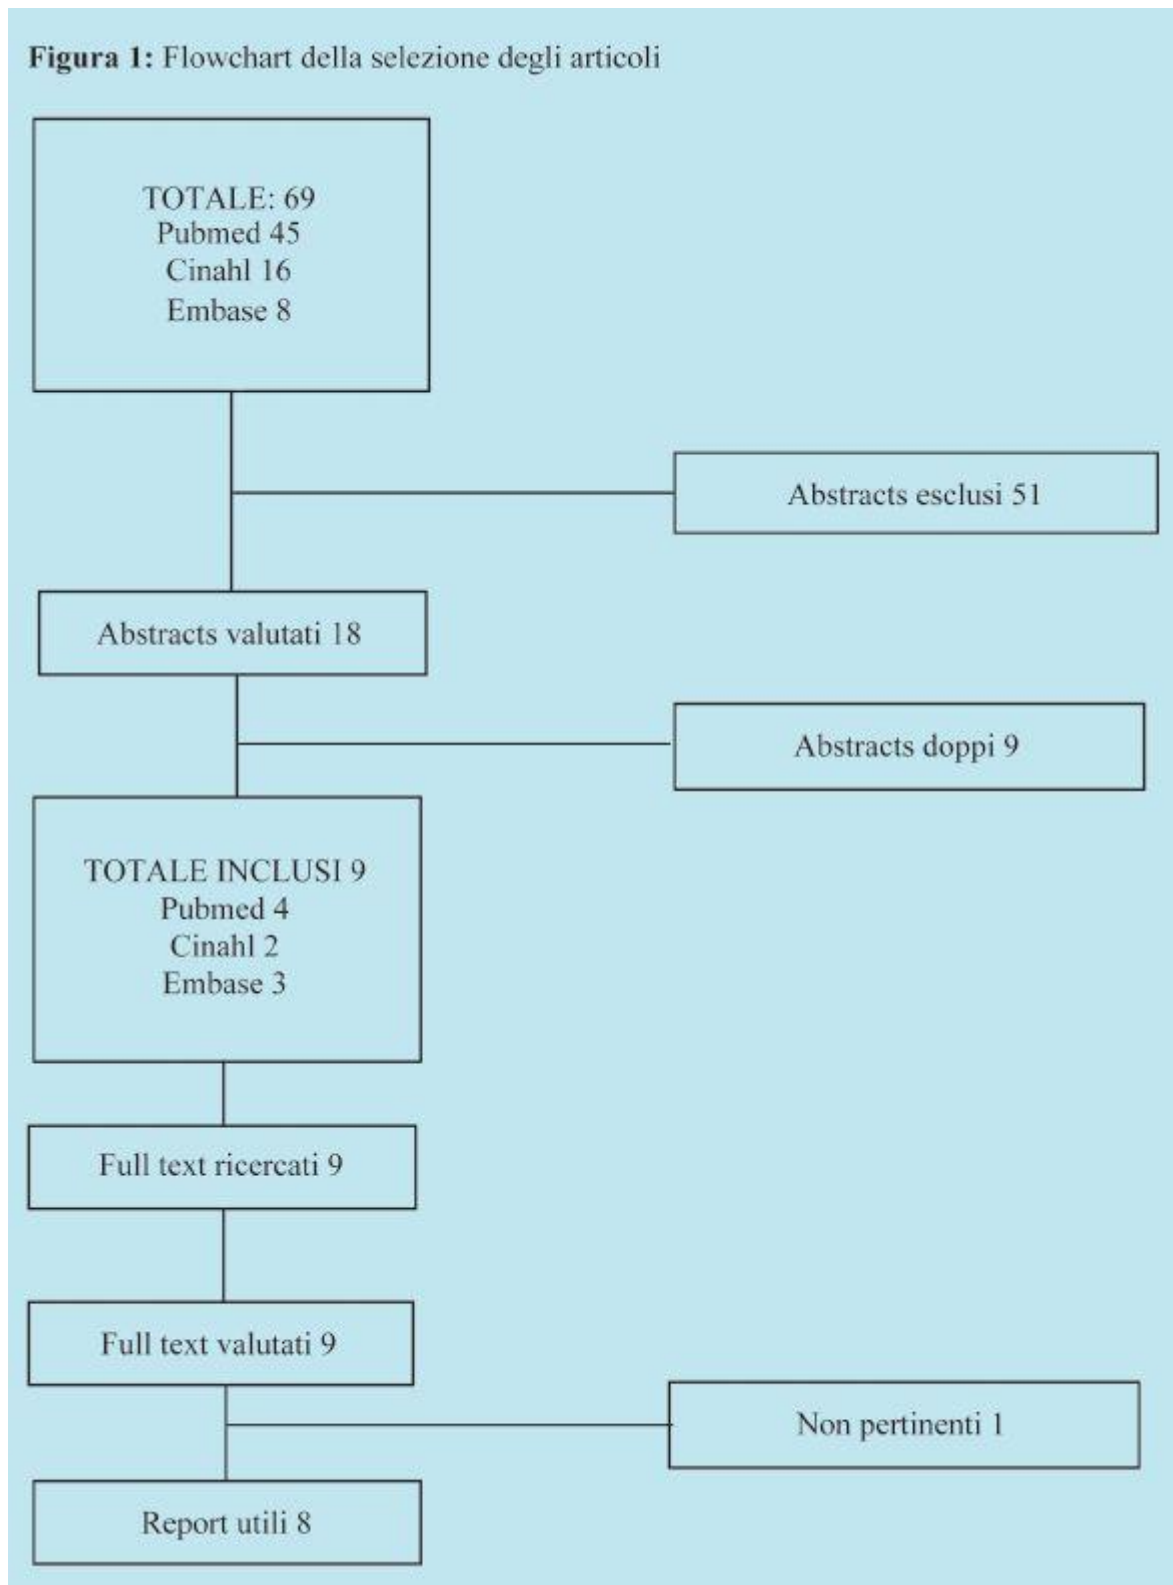 Figura 1: Flowchart della selezione degli articoli
TOTALE: 69
Pubmed 45
Cinahl 16
Embase 8
Abstracts esclusi 51
Abstracts valutati 18
Abstracts doppi 9
TOTALE INCLUSI 9
Pubmed 4
Cinahl 2
Embase 3
Full text ricercati 9
Full text valutati 9
Non pertinenti 1
Report utili 8